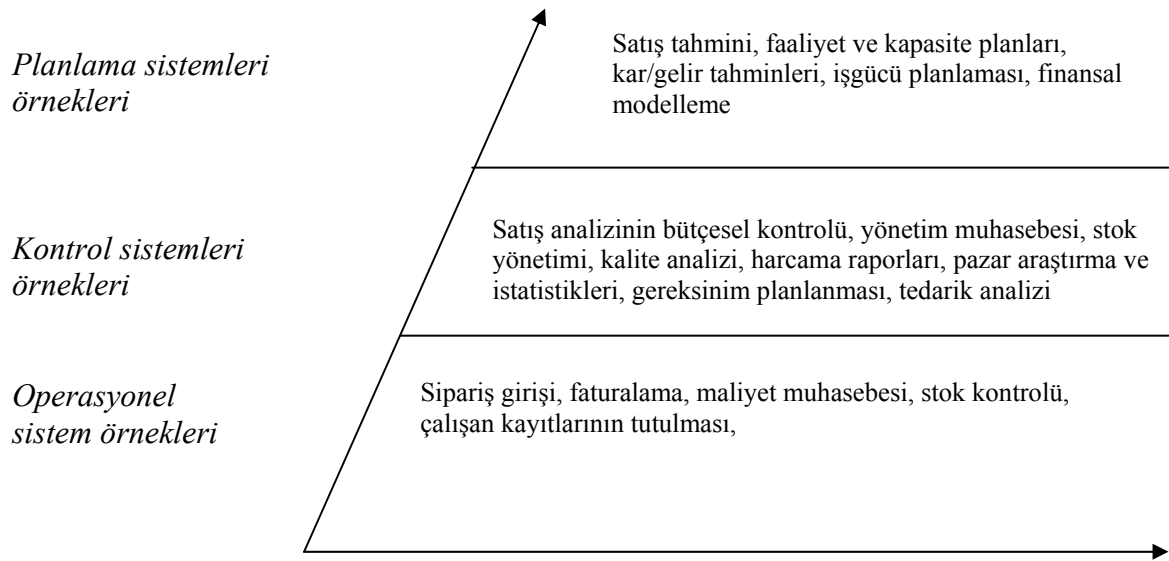 Planlama sistemleri
örnekleri
Satış tahmini, faaliyet ve kapasite planları,
kar/gelir tahminleri, işgücü planlaması, finansal
modelleme
Kontrol sistemleri
örnekleri
Satış analizinin bütçesel kontrolü, yönetim muhasebesi, stok
yönetimi, kalite analizi, harcama raporları, pazar araştırma ve
istatistikleri, gereksinim planlanması, tedarik analizi
Operasyonel
sistem örnekleri
Sipariş girişi, faturalama, maliyet muhasebesi, stok kontrolü,
çalışan kayıtlarının tutulması,